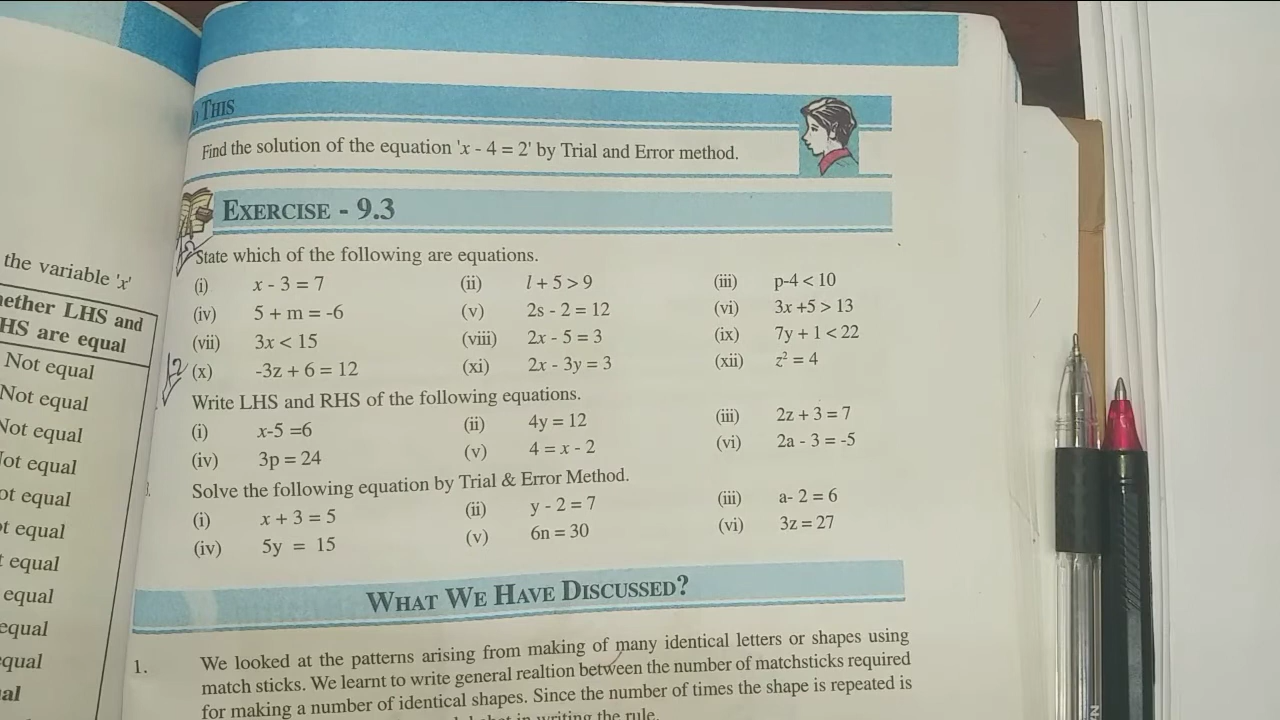 the variable 'x'
hether LHS and
HS are equal
Not equal
Not equal
Not equal
Not equal
ot equal
ot equal
t equal
equal
equal
equal
al
THIS
Find the solution of the equation 'x - 4 = 2' by Trial and Error method.
EXERCISE - 9.3
State which of the following are equations.
(i) x - 3 = 7 (ii) l + 5 > 9 (iii) p-4 < 10
(iv) 5 + m = -6 (v) 2s - 2 = 12 (vi) 3x +5 > 13
(vii) 3x < 15 (viii) 2x - 5 = 3 (ix) 7y + 1 < 22
(x) -3z + 6 = 12 (xi) 2x - 3y = 3 (xii) z² = 4
Write LHS and RHS of the following equations.
(i) x-5 =6 (ii) 4y = 12 (iii) 2z + 3 = 7
(iv) 3p = 24 (v) 4 = x - 2 (vi) 2a - 3 = -5
3. Solve the following equation by Trial & Error Method.
(i) x + 3 = 5 (ii) y - 2 = 7 (iii) a- 2 = 6
(iv) 5y = 15 (v) 6n = 30 (vi) 3z = 27
WHAT WE HAVE DISCUSSED?
1. We looked at the patterns arising from making of many identical letters or shapes using
match sticks. We learnt to write general realtion between the number of matchsticks required
for making a number of identical shapes. Since the number of times the shape is repeated is
in writing the rule.